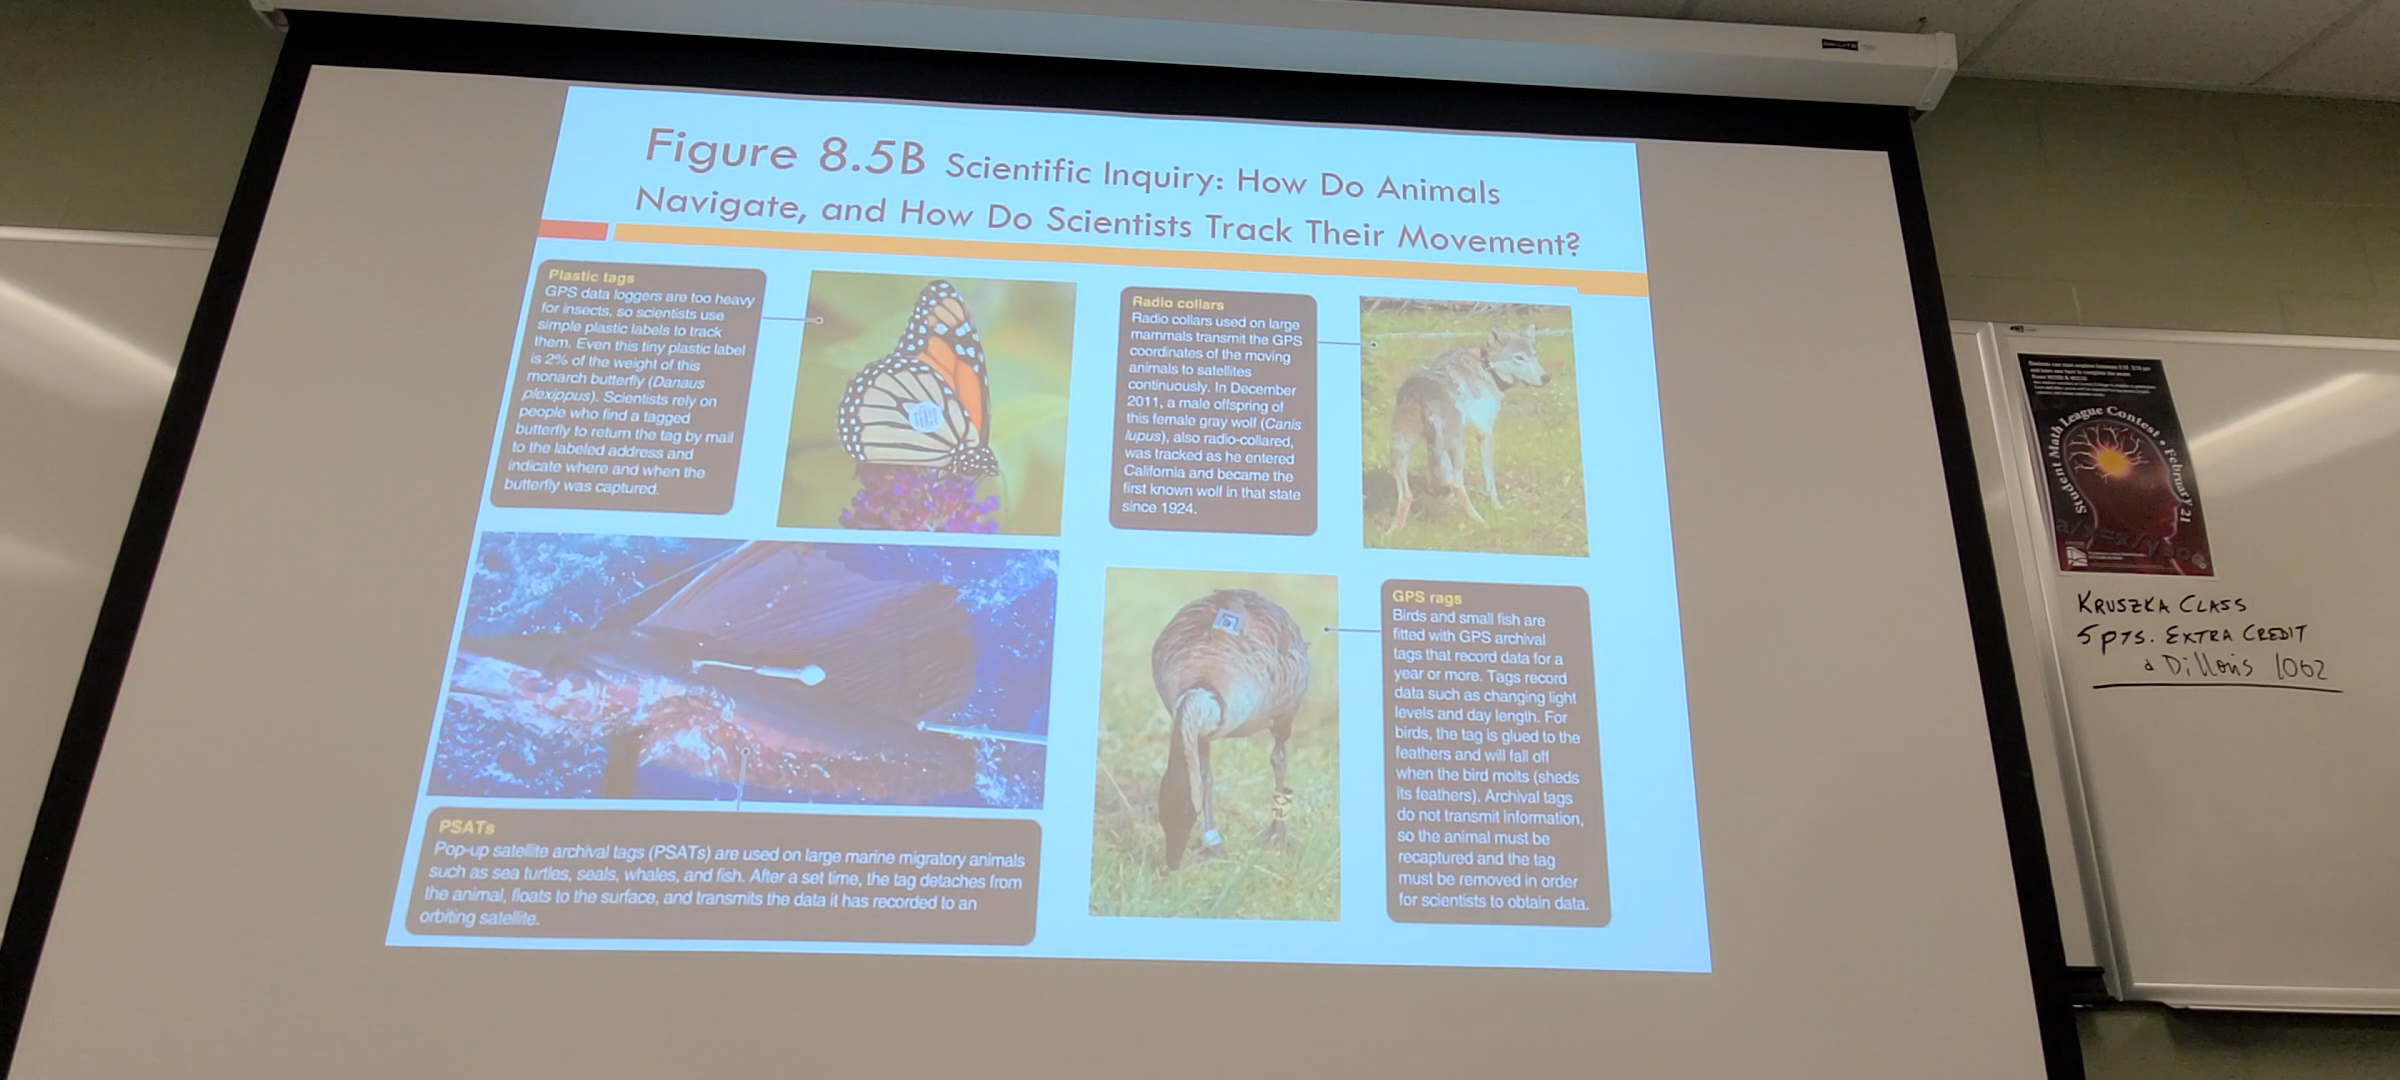 Figure 8.5B Scientific Inquiry: How Do Animals
Navigate, and How Do Scientists Track Their Movement?
Plastic tags
GPS data loggers are too heavy
for insects, so scientists use
simple plastic labels to track
them. Even this tiny plastic label
is 2% of the weight of this
monarch butterfly (Danaus
plexippus). Scientists rely on
people who find a tagged
butterfly to return the tag by mail
to the labeled address and
indicate where and when the
butterfly was captured.
Radio collars
Radio collars used on large
mammals transmit the GPS
coordinates of the moving
animals to satellites
continuously. In December
2011, a male offspring of
this female gray wolf (Canis
lupus), also radio-collared,
was tracked as he entered
California and became the
first known wolf in that state
since 1924.
PSATs
Pop-up satellite archival tags (PSATs) are used on large marine migratory animals
such as sea turtles, seals, whales, and fish. After a set time, the tag detaches from
the animal, floats to the surface, and transmits the data it has recorded to an
orbiting satellite.
GPS rags
Birds and small fish are
fitted with GPS archival
tags that record data for a
year or more. Tags record
data such as changing light
levels and day length. For
birds, the tag is glued to the
feathers and will fall off
when the bird molts (sheds
its feathers). Archival tags
do not transmit information,
so the animal must be
recaptured and the tag
must be removed in order
for scientists to obtain data.
Student Math League Contest • February 21
KRUSZKA CLASS
5 pts. EXTRA CREDIT
Dillon's 1062